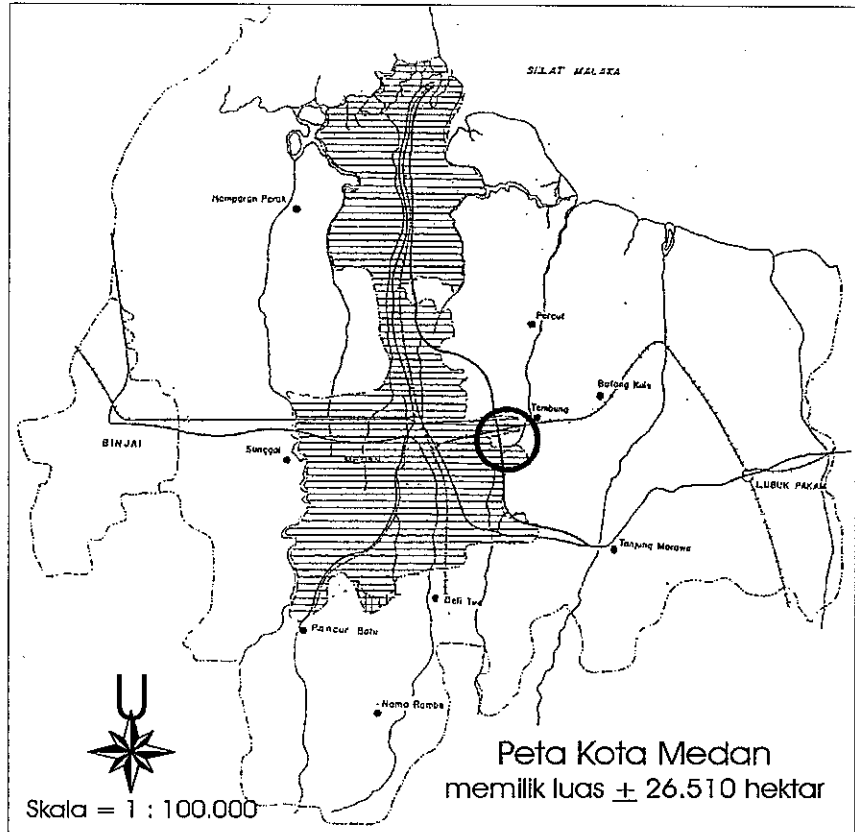 SELAT MALAKA
Hamparan Perak
Percut
Batang Kuis
Tembung
BINJAI
Sunggal
MEDAN
LUBUK PAKAM
Tanjung Morawa
Deli Tua
Pancur Batu
Namo Rambe
U
Peta Kota Medan
memilik luas ± 26.510 hektar
Skala = 1 : 100.000